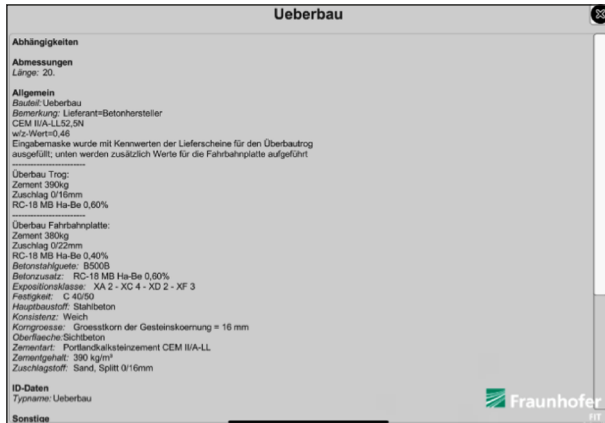 Ueberbau
Abhängigkeiten
Abmessungen
Länge: 20.
Allgemein
Bauteil:Ueberbau
Bemerkung: Lieferant=Betonhersteller
CEM II/A-LL52,5N
w/z-Wert=0,46
Eingabemaske wurde mit Kennwerten der Lieferscheine für den Überbautrog
ausgefüllt; unten werden zusätzlich Werte für die Fahrbahnplatte aufgeführt
------------------------
Überbau Trog:
Zement 390kg
Zuschlag 0/16mm
RC-18 MB Ha-Be 0,60%
------------------------
Überbau Fahrbahnplatte:
Zement 380kg
Zuschlag 0/22mm
RC-18 MB Ha-Be 0,40%
Betonstahlguete: B500B
Betonzusatz: RC-18 MB Ha-Be 0,60%
Expositionsklasse: XA 2 - XC 4 - XD 2 - XF 3
Festigkeit: C 40/50
Hauptbaustoff: Stahlbeton
Konsistenz: Weich
Korngroesse: Groesstkorn der Gesteinskoernung = 16 mm
Oberflaeche:Sichtbeton
Zementart: Portlandkalksteinzement CEM II/A-LL
Zementgehalt: 390 kg/m³
Zuschlagstoff: Sand, Splitt 0/16mm
ID-Daten
Typname: Ueberbau
Sonstige
Fraunhofer
FIT